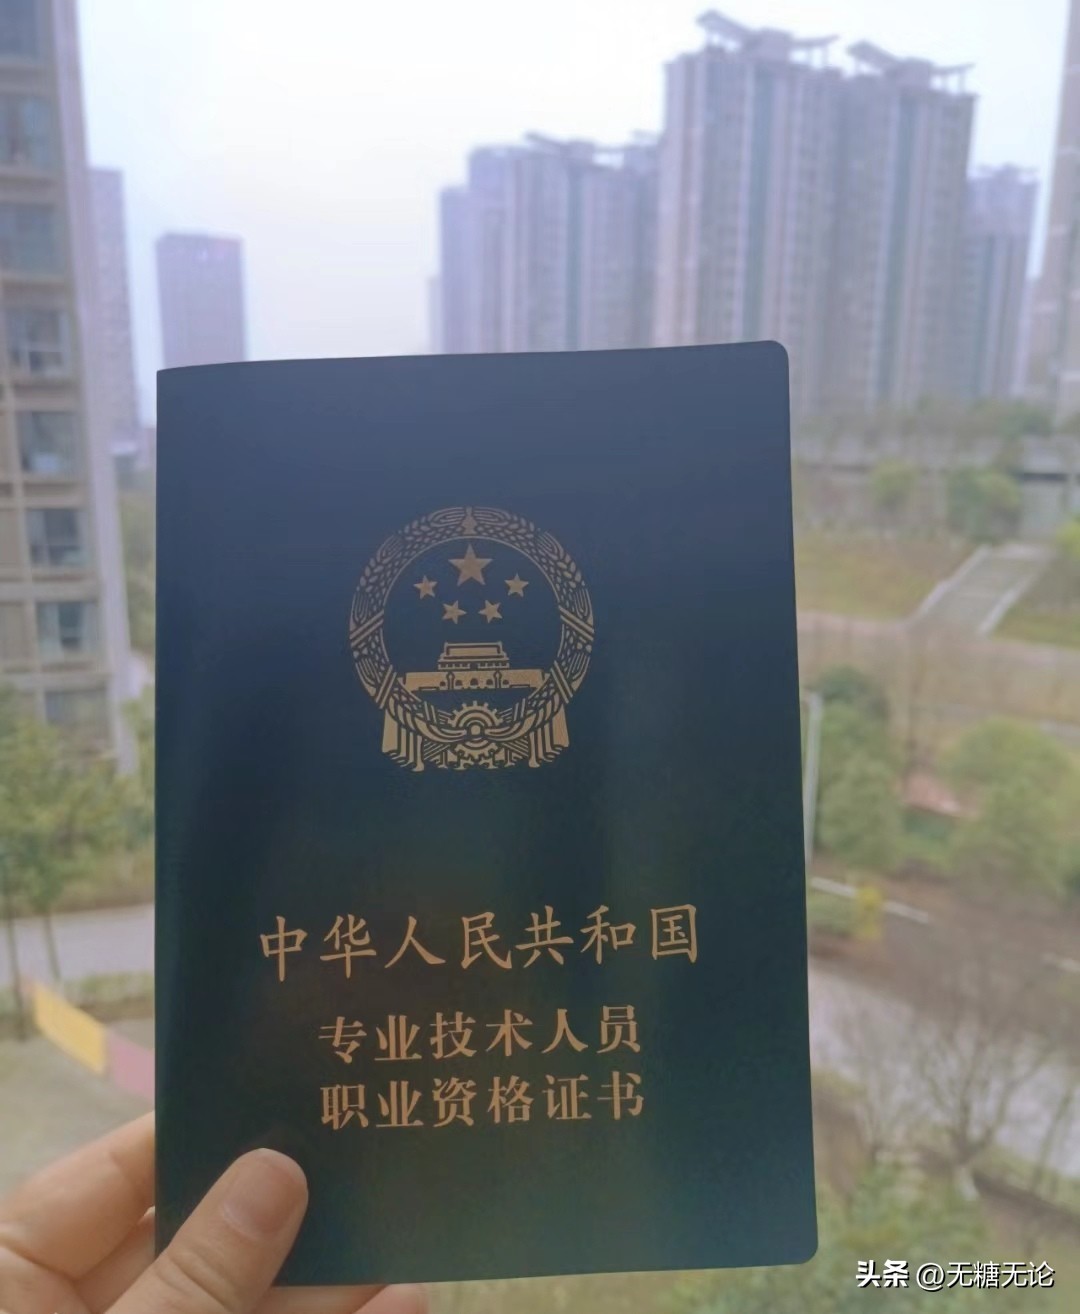 中华人民共和国
专业技术人员
职业资格证书
头条 @无糖无论